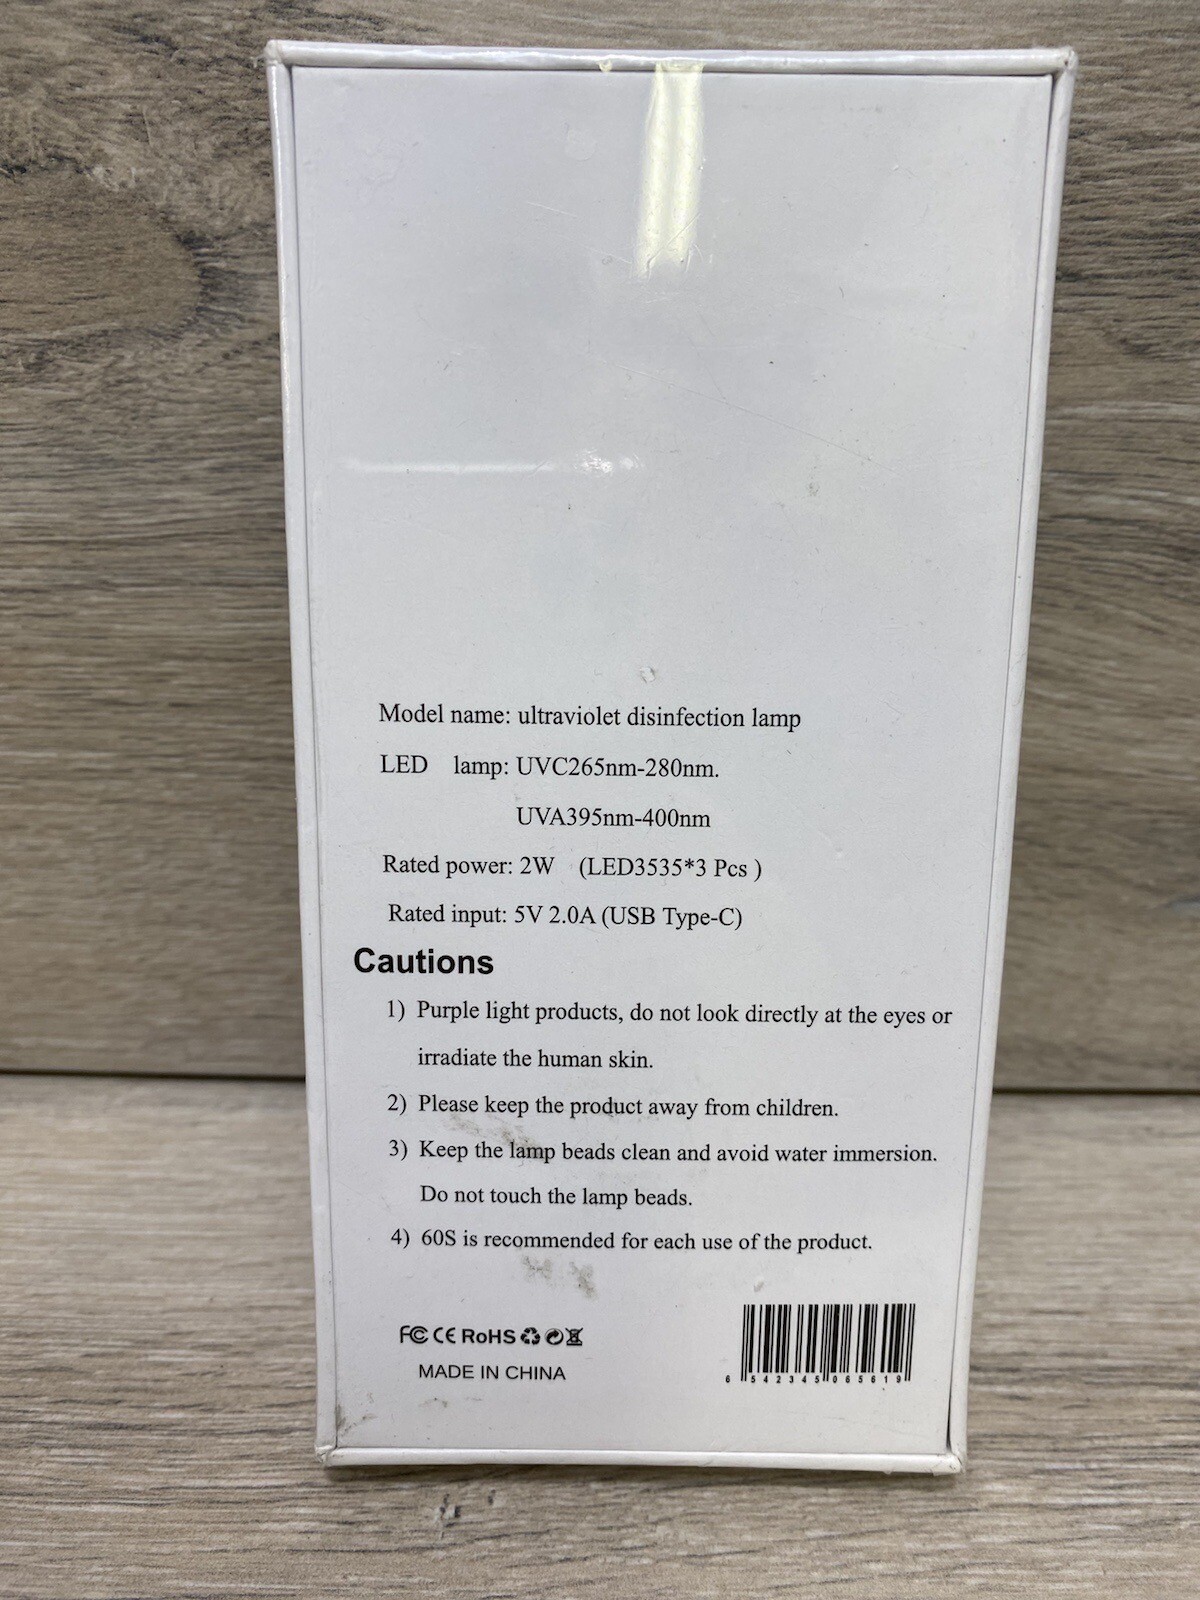 Model name: ultraviolet disinfection lamp
LED lamp: UVC265nm-280nm.
UVA395nm-400nm
Rated power: 2W (LED3535*3 Pcs )
Rated input: 5V 2.0A (USB Type-C)
Cautions
1) Purple light products, do not look directly at the eyes or
irradiate the human skin.
2) Please keep the product away from children.
3) Keep the lamp beads clean and avoid water immersion.
Do not touch the lamp beads.
4) 60S is recommended for each use of the product.
FC CE RoHS
MADE IN CHINA
6 542345 065619